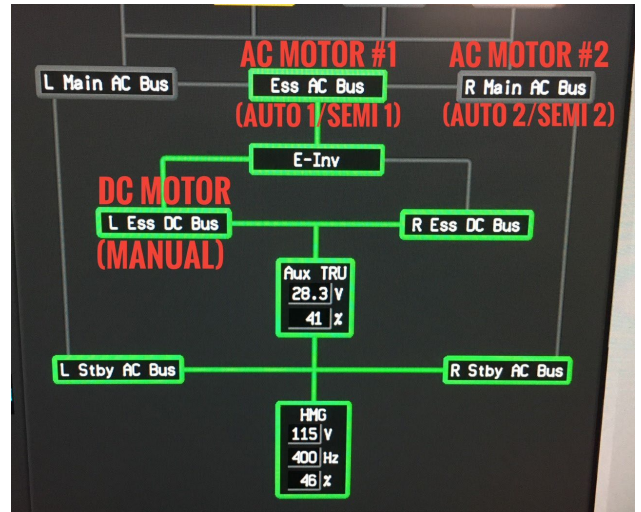 AC MOTOR #1
AC MOTOR #2
L Main AC Bus
Ess AC Bus
R Main AC Bus
(AUTO 1/SEMI 1)
(AUTO 2/SEMI 2)
E-Inv
DC MOTOR
L Ess DC Bus
R Ess DC Bus
(MANUAL)
Aux TRU
28.3 V
41 %
L Stby AC Bus
R Stby AC Bus
HMG
115 V
400 Hz
46 %